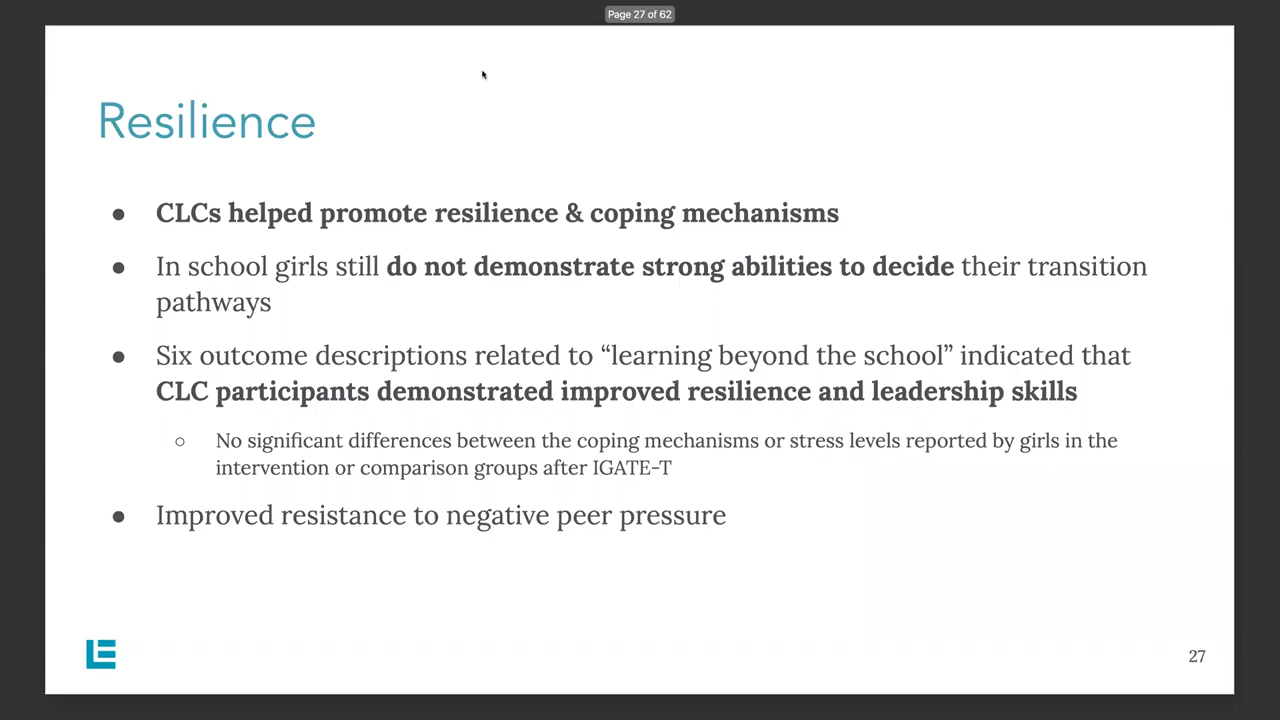 Page 27 of 62
Resilience
● CLCs helped promote resilience & coping mechanisms
● In school girls still do not demonstrate strong abilities to decide their transition
pathways
● Six outcome descriptions related to “learning beyond the school” indicated that
CLC participants demonstrated improved resilience and leadership skills
○ No significant differences between the coping mechanisms or stress levels reported by girls in the
intervention or comparison groups after IGATE-T
● Improved resistance to negative peer pressure
LE
27